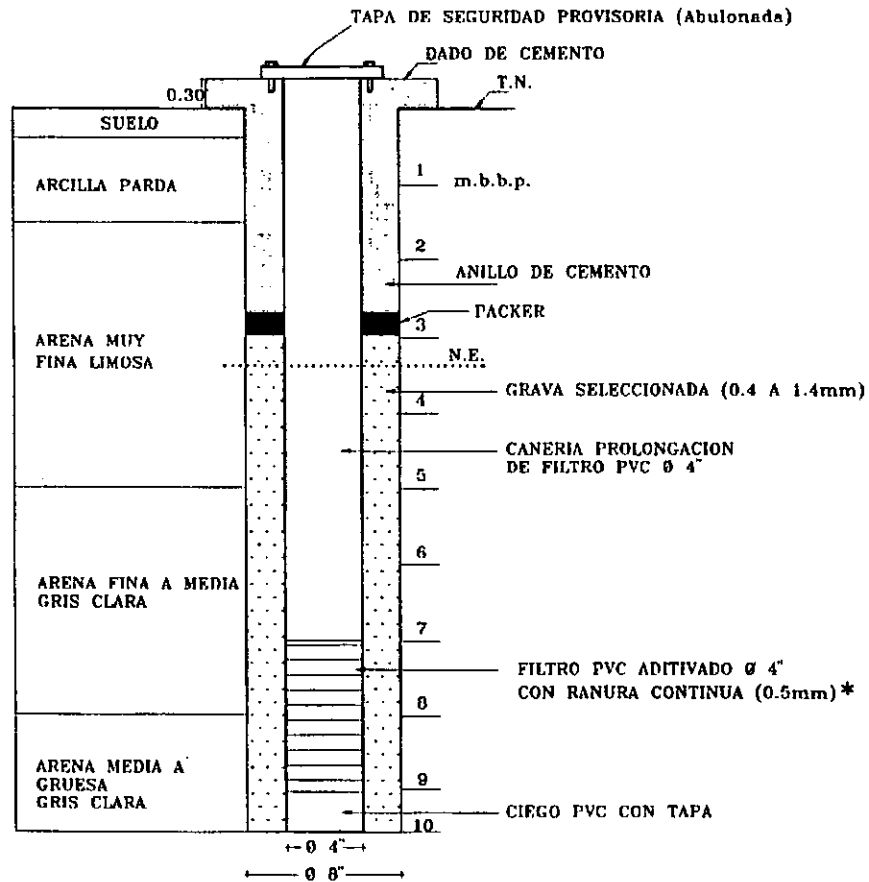 TAPA DE SEGURIDAD PROVISORIA (Abulonada)
DADO DE CEMENTO
T.N.
0.30
SUELO
1
m.b.b.p.
ARCILLA PARDA
2
ANILLO DE CEMENTO
PACKER
3
ARENA MUY
FINA LIMOSA
N.E.
GRAVA SELECCIONADA (0.4 A 1.4mm)
4
CANERIA PROLONGACION
DE FILTRO PVC Ø 4"
5
6
ARENA FINA A MEDIA
GRIS CLARA
7
FILTRO PVC ADITIVADO Ø 4"
CON RANURA CONTINUA (0.5mm)*
8
ARENA MEDIA A
GRUESA
GRIS CLARA
9
CIEGO PVC CON TAPA
10
Ø 4"
Ø 8"